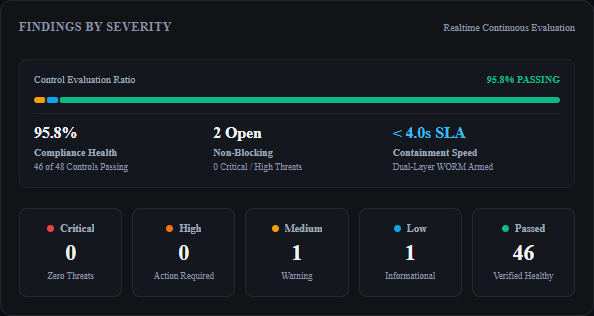 FINDINGS BY SEVERITY
Realtime Continuous Evaluation
Control Evaluation Ratio
95.8% PASSING
95.8%
Compliance Health
46 of 48 Controls Passing
2 Open
Non-Blocking
0 Critical / High Threats
< 4.0s SLA
Containment Speed
Dual-Layer WORM Armed
Critical
0
Zero Threats
High
0
Action Required
Medium
1
Warning
Low
1
Informational
Passed
46
Verified Healthy